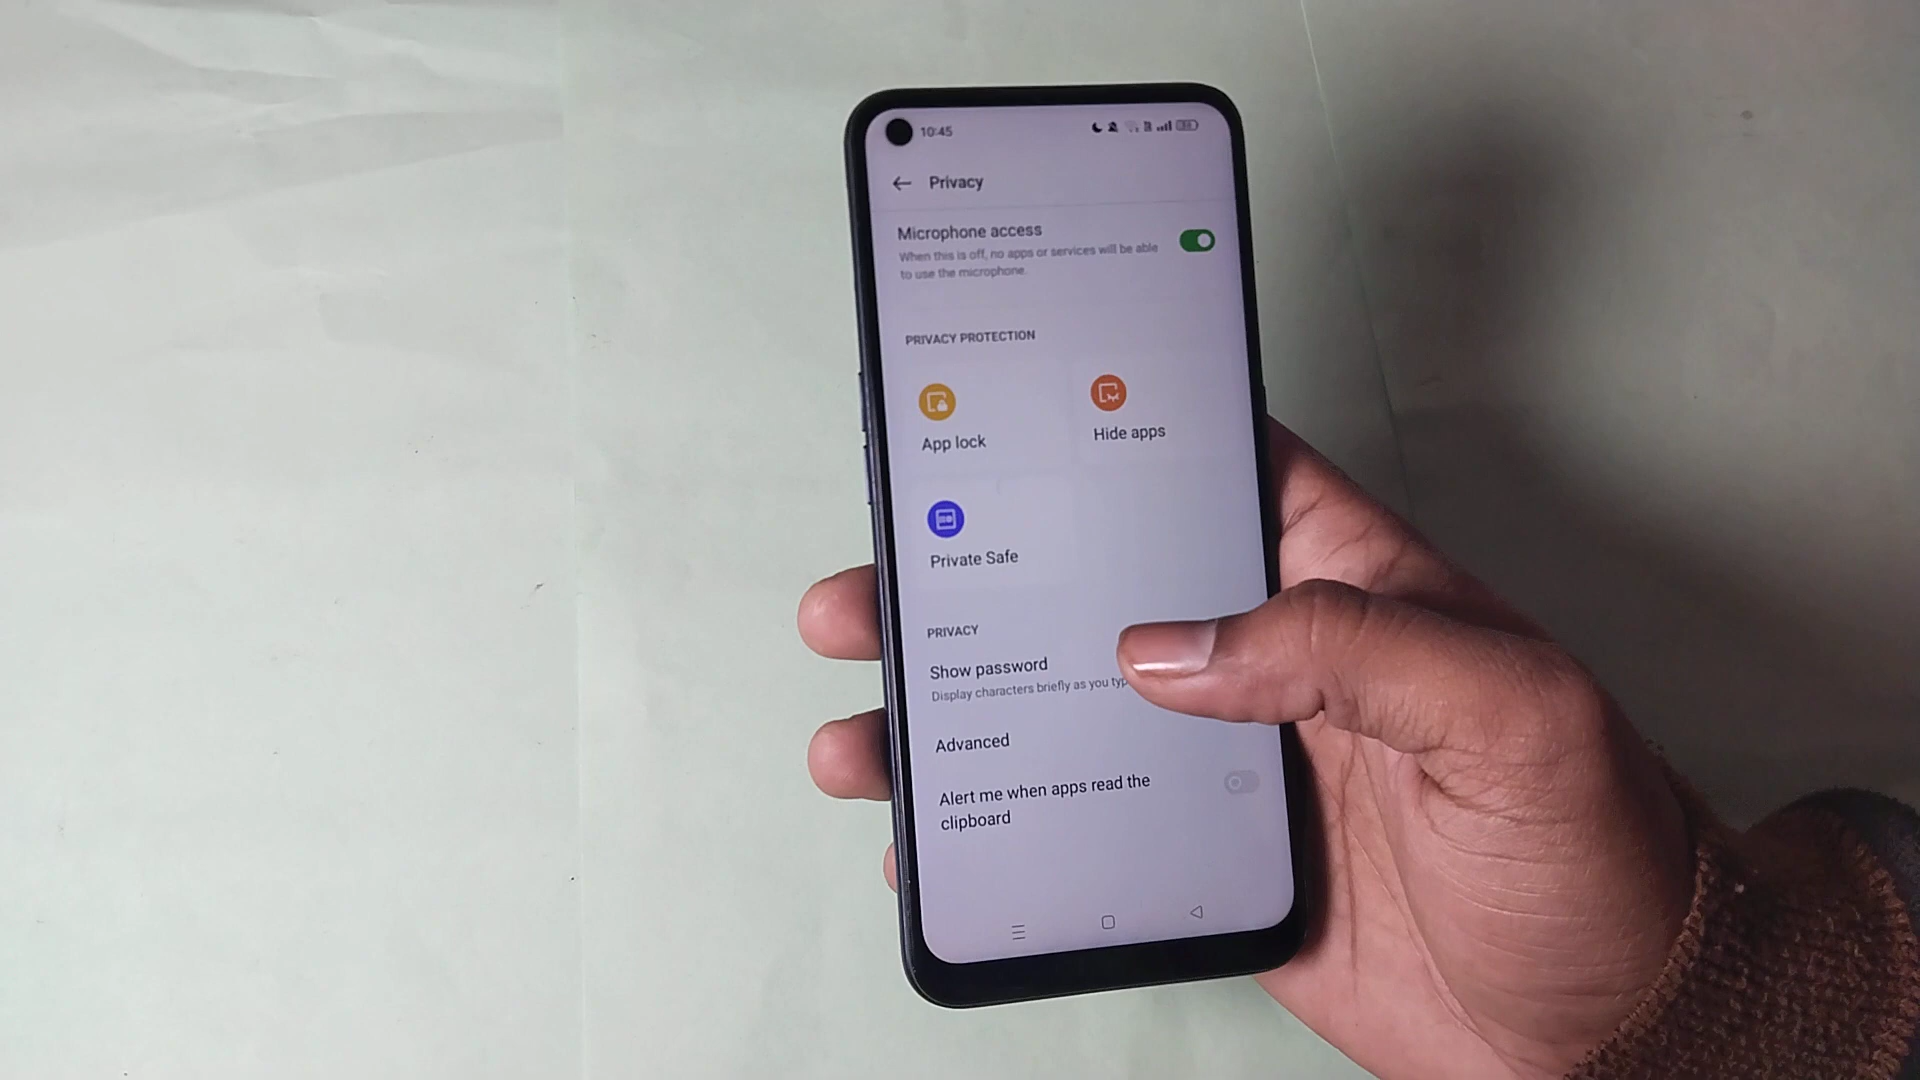 10:45
Privacy
Microphone access
When this is off, no apps or services will be able
to use the microphone.
PRIVACY PROTECTION
App lock
Hide apps
Private Safe
PRIVACY
Show password
Display characters briefly as you typ
Advanced
Alert me when apps read the
clipboard